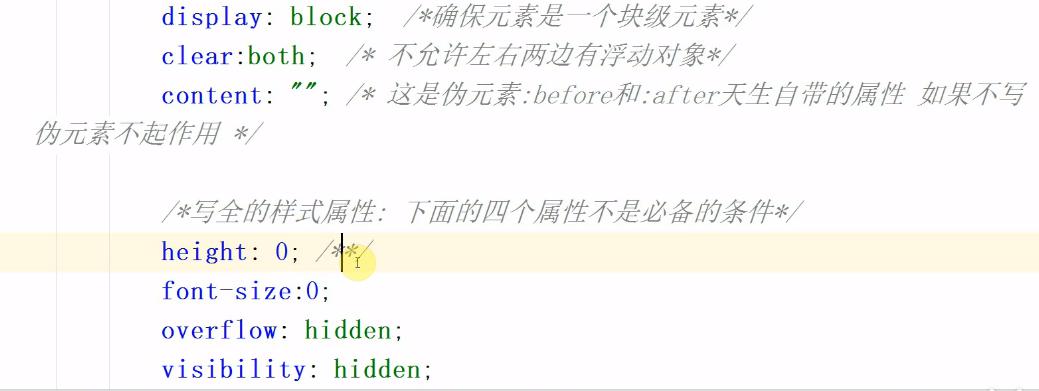 display: block;  /*确保元素是一个块级元素*/
clear:both;  /* 不允许左右两边有浮动对象*/
content: ""; /* 这是伪元素:before和:after天生自带的属性 如果不写
伪元素不起作用 */
/*写全的样式属性: 下面的四个属性不是必备的条件*/
height: 0; /**/
font-size:0;
overflow: hidden;
visibility: hidden;